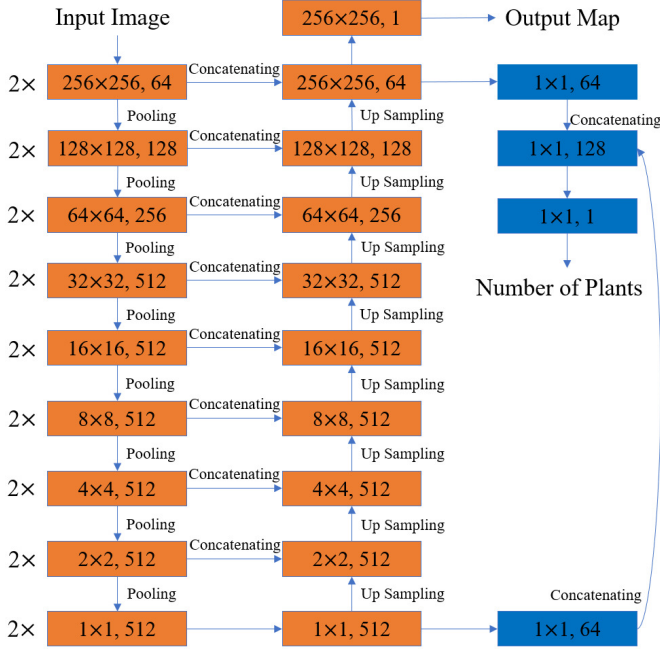 Input Image
256×256, 1
Output Map
2×
256×256, 64
Concatenating
256×256, 64
1×1, 64
Pooling
Up Sampling
Concatenating
2×
128×128, 128
Concatenating
128×128, 128
1×1, 128
Pooling
Up Sampling
2×
64×64, 256
Concatenating
64×64, 256
1×1, 1
Pooling
Up Sampling
2×
32×32, 512
Concatenating
32×32, 512
Number of Plants
Pooling
Up Sampling
2×
16×16, 512
Concatenating
16×16, 512
Pooling
Up Sampling
2×
8×8, 512
Concatenating
8×8, 512
Pooling
Up Sampling
2×
4×4, 512
Concatenating
4×4, 512
Pooling
Up Sampling
2×
2×2, 512
Concatenating
2×2, 512
Pooling
Up Sampling
Concatenating
2×
1×1, 512
1×1, 512
1×1, 64